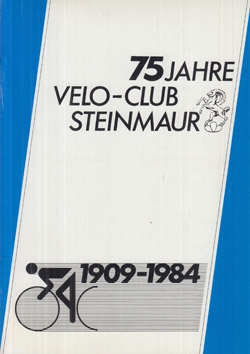 75 JAHRE
VELO-CLUB
STEINMAUR
1909-1984